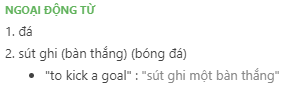 NGOẠI ĐỘNG TỪ
1. đá
2. sút ghi (bàn thắng) (bóng đá)
• "to kick a goal" : "sút ghi một bàn thắng"